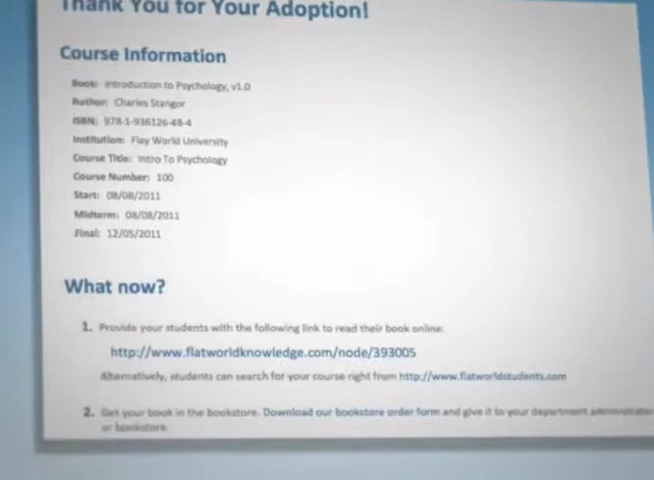 Thank You for Your Adoption!
Course Information
Book: Introduction to Psychology, v1.0
Author: Charles Stangor
ISBN: 978-1-936126-48-4
Institution: Flay World University
Course Title: Intro To Psychology
Course Number: 100
Start: 08/08/2011
Midterm: 08/08/2011
Final: 12/05/2011
What now?
1. Provide your students with the following link to read their book online:
http://www.flatworldknowledge.com/node/393005
Alternatively, students can search for your course right from http://www.flatworldstudents.com
2. Get your book in the bookstore. Download our bookstore order form and give it to your department
or bookstore.